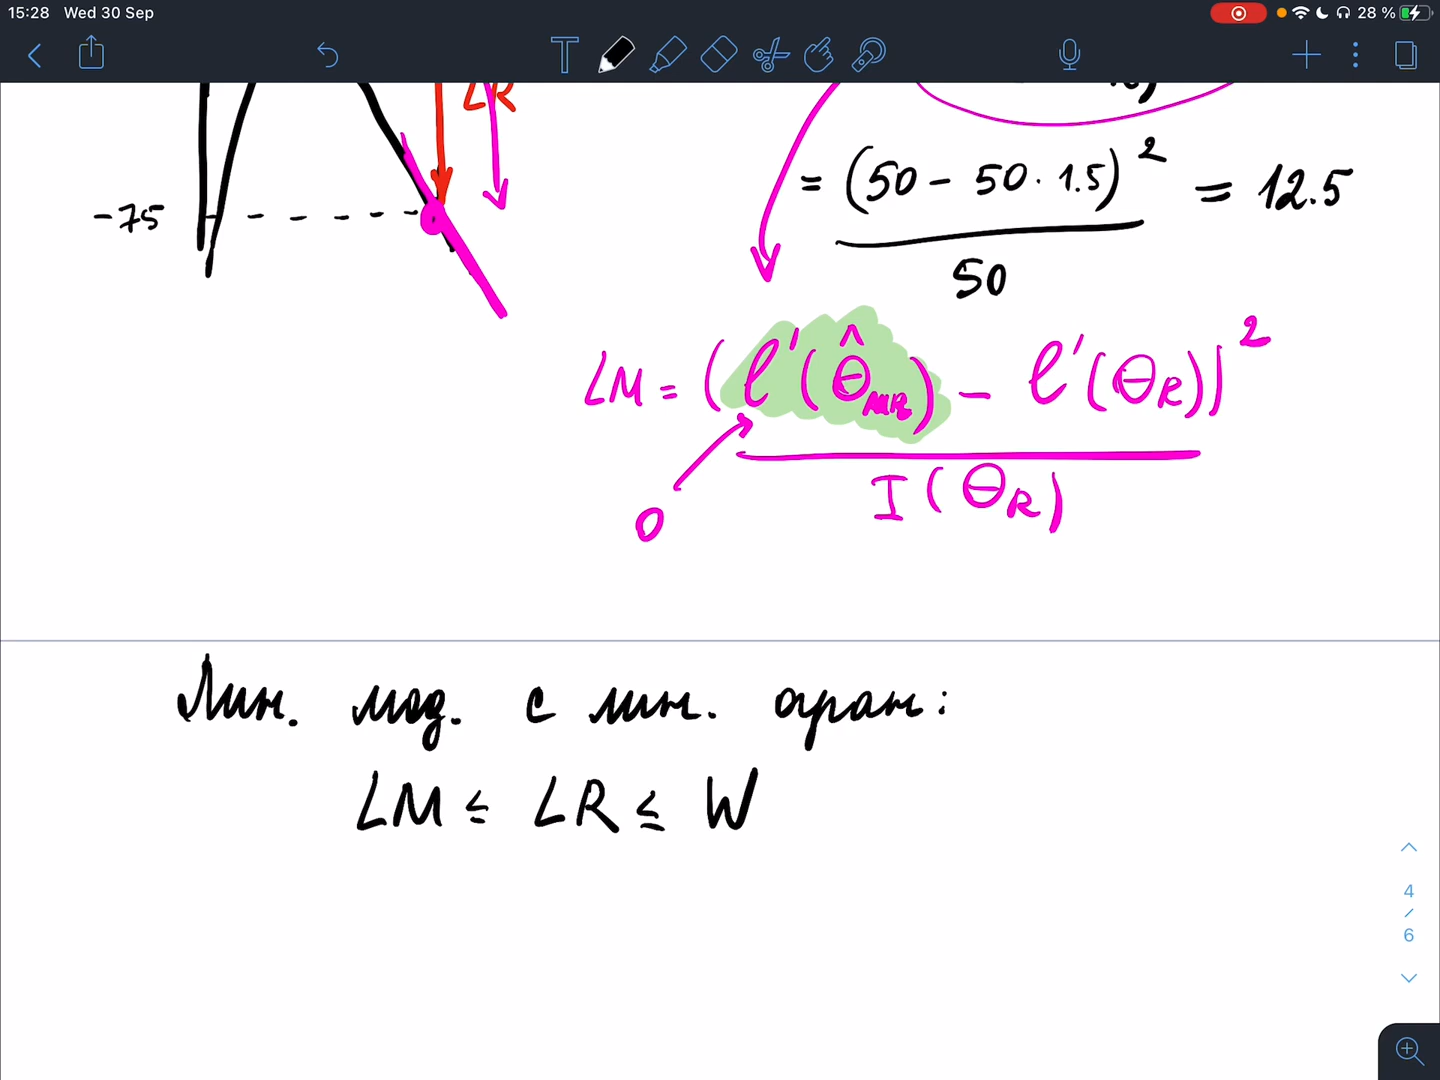 15:28 Wed 30 Sep 28 %
LR
-75
= (50 - 50 · 1.5)² / 50 = 12.5
LM = (l'(θ̂_ML) - l'(θ_R))² / I(θ_R)
0
Лин. мод. с лин. огран:
LM ≤ LR ≤ W
4
/
6